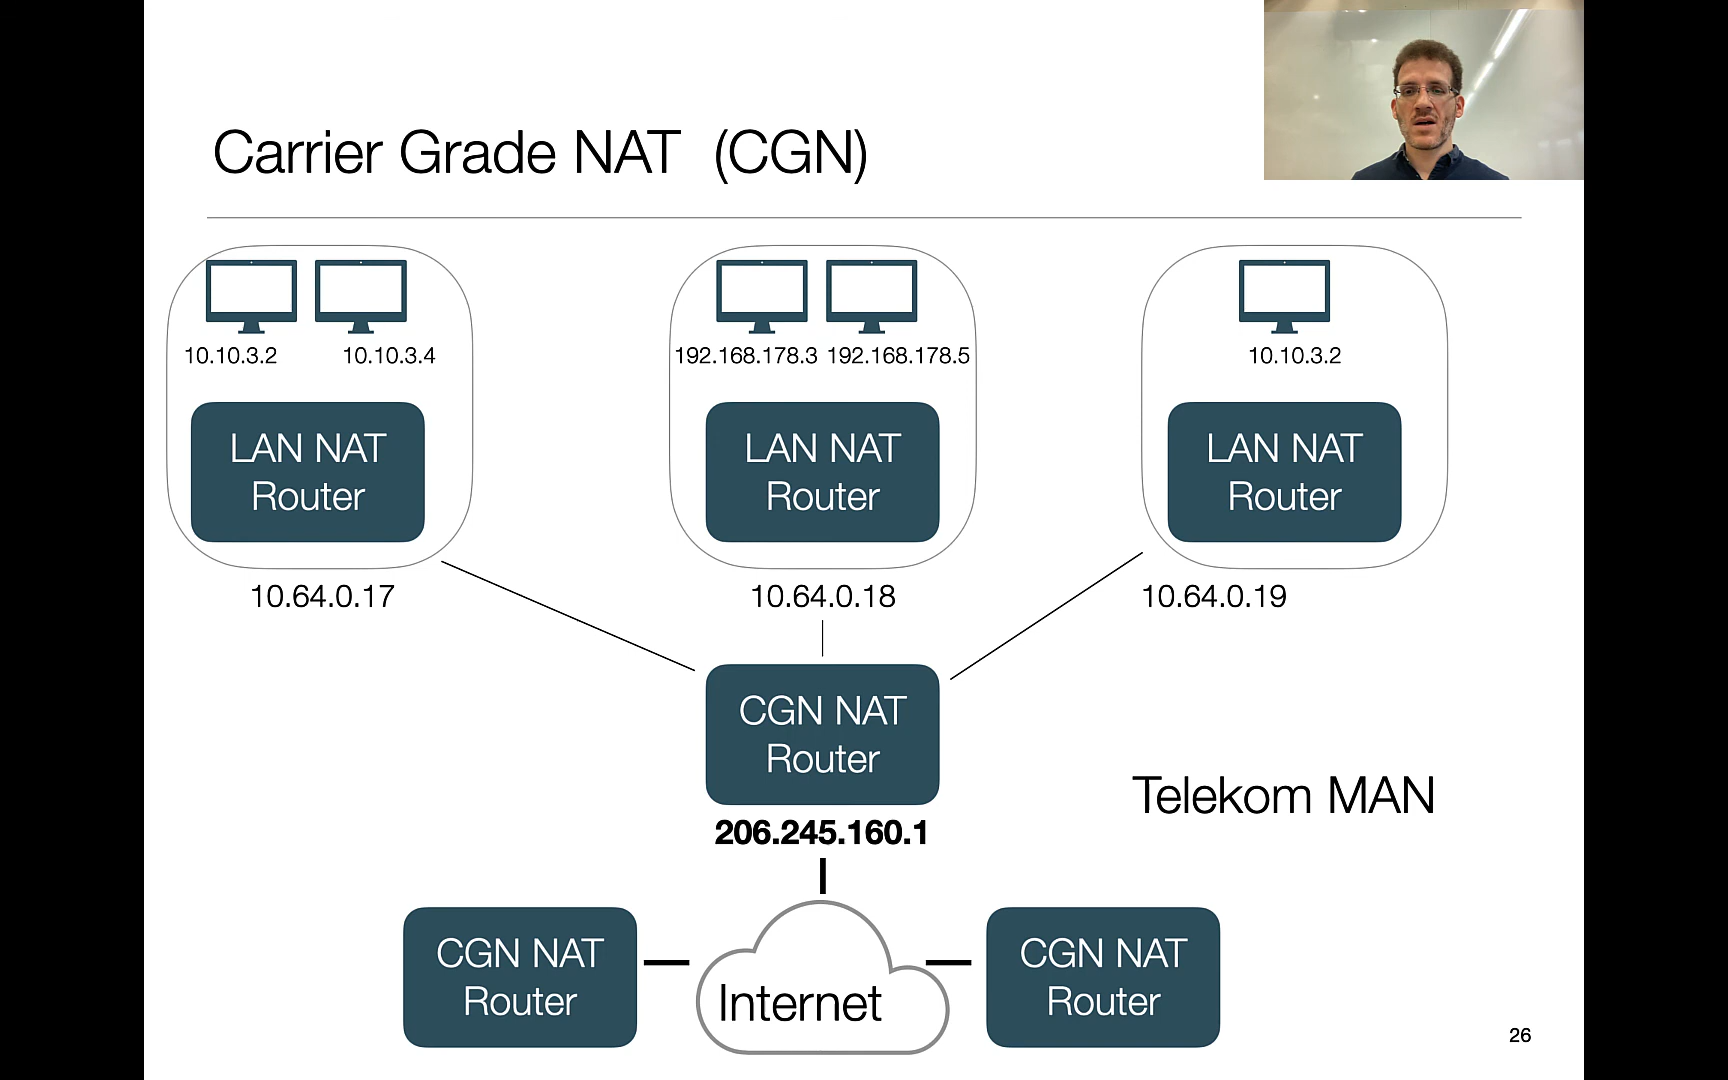 Carrier Grade NAT (CGN)
10.10.3.2
10.10.3.4
192.168.178.3
192.168.178.5
10.10.3.2
LAN NAT
Router
LAN NAT
Router
LAN NAT
Router
10.64.0.17
10.64.0.18
10.64.0.19
CGN NAT
Router
206.245.160.1
Telekom MAN
CGN NAT
Router
Internet
CGN NAT
Router
26